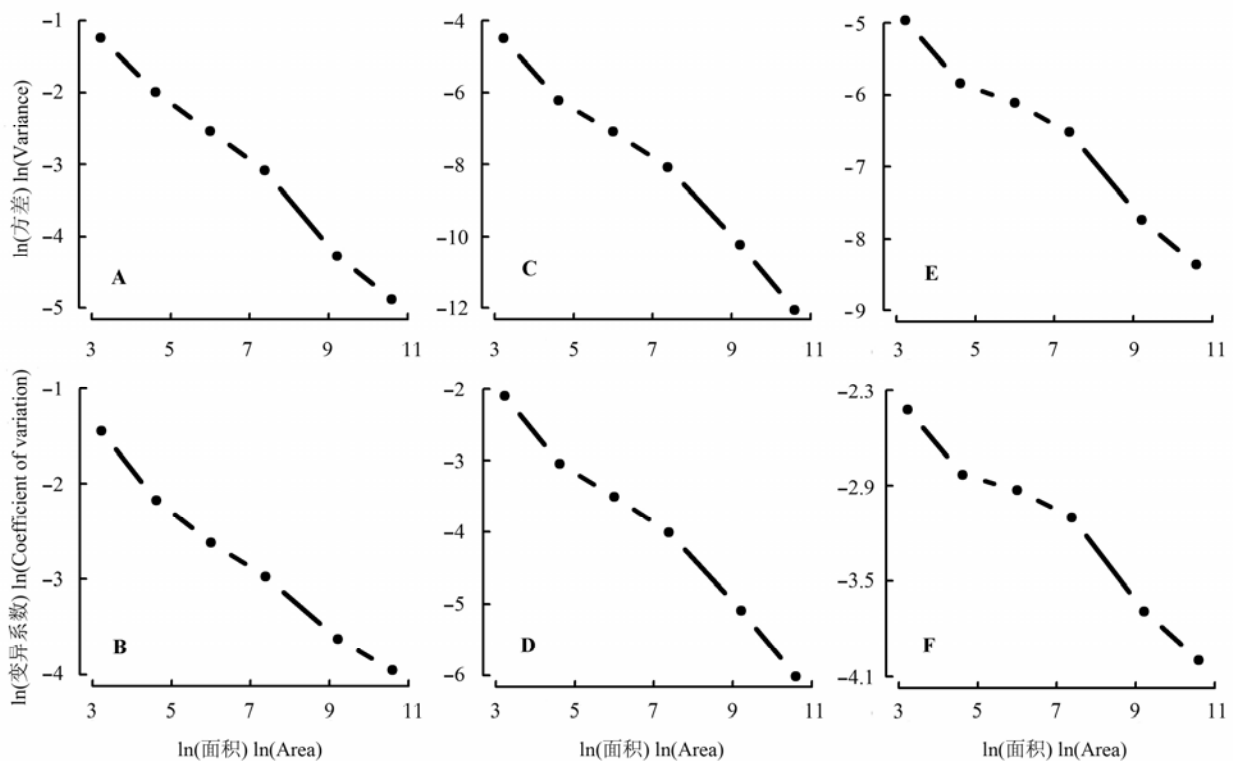 ln(方差) ln(Variance)
−1
−2
−3
−4
−5
A
3 5 7 9 11
−4
−6
−8
−10
−12
C
3 5 7 9 11
−5
−6
−7
−8
−9
E
3 5 7 9 11
ln(变异系数) ln(Coefficient of variation)
−1
−2
−3
−4
B
3 5 7 9 11
ln(面积) ln(Area)
−2
−3
−4
−5
−6
D
3 5 7 9 11
ln(面积) ln(Area)
−2.3
−2.9
−3.5
−4.1
F
3 5 7 9 11
ln(面积) ln(Area)